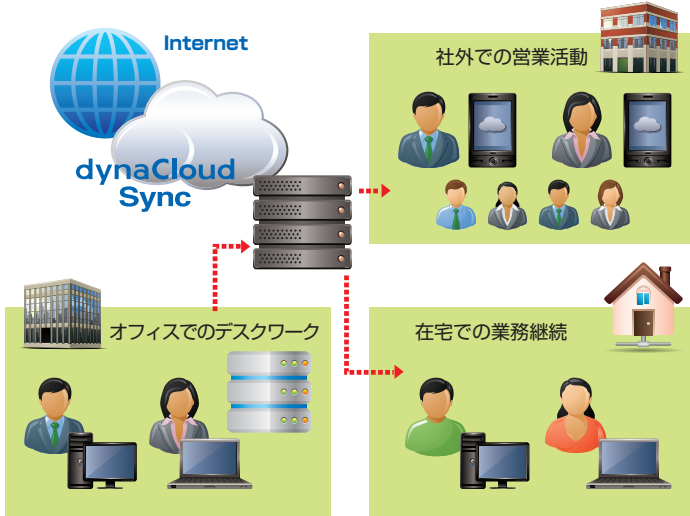 Internet
dynaCloud
Sync
社外での営業活動
オフィスでのデスクワーク
在宅での業務継続